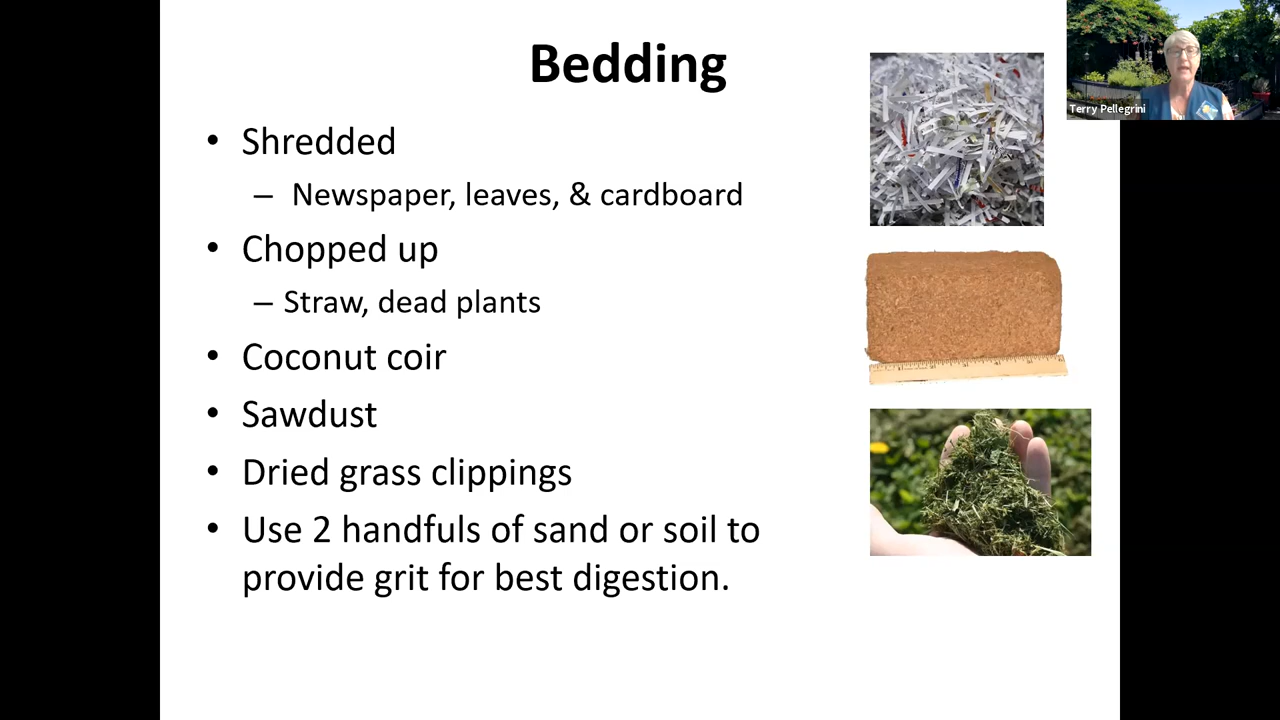 Bedding
Terry Pellegrini
• Shredded
– Newspaper, leaves, & cardboard
• Chopped up
– Straw, dead plants
• Coconut coir
• Sawdust
• Dried grass clippings
• Use 2 handfuls of sand or soil to
provide grit for best digestion.